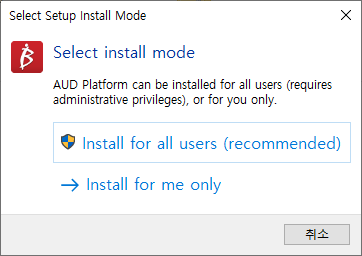 Select Setup Install Mode
Select install mode
AUD Platform can be installed for all users (requires
administrative privileges), or for you only.
Install for all users (recommended)
Install for me only
취소